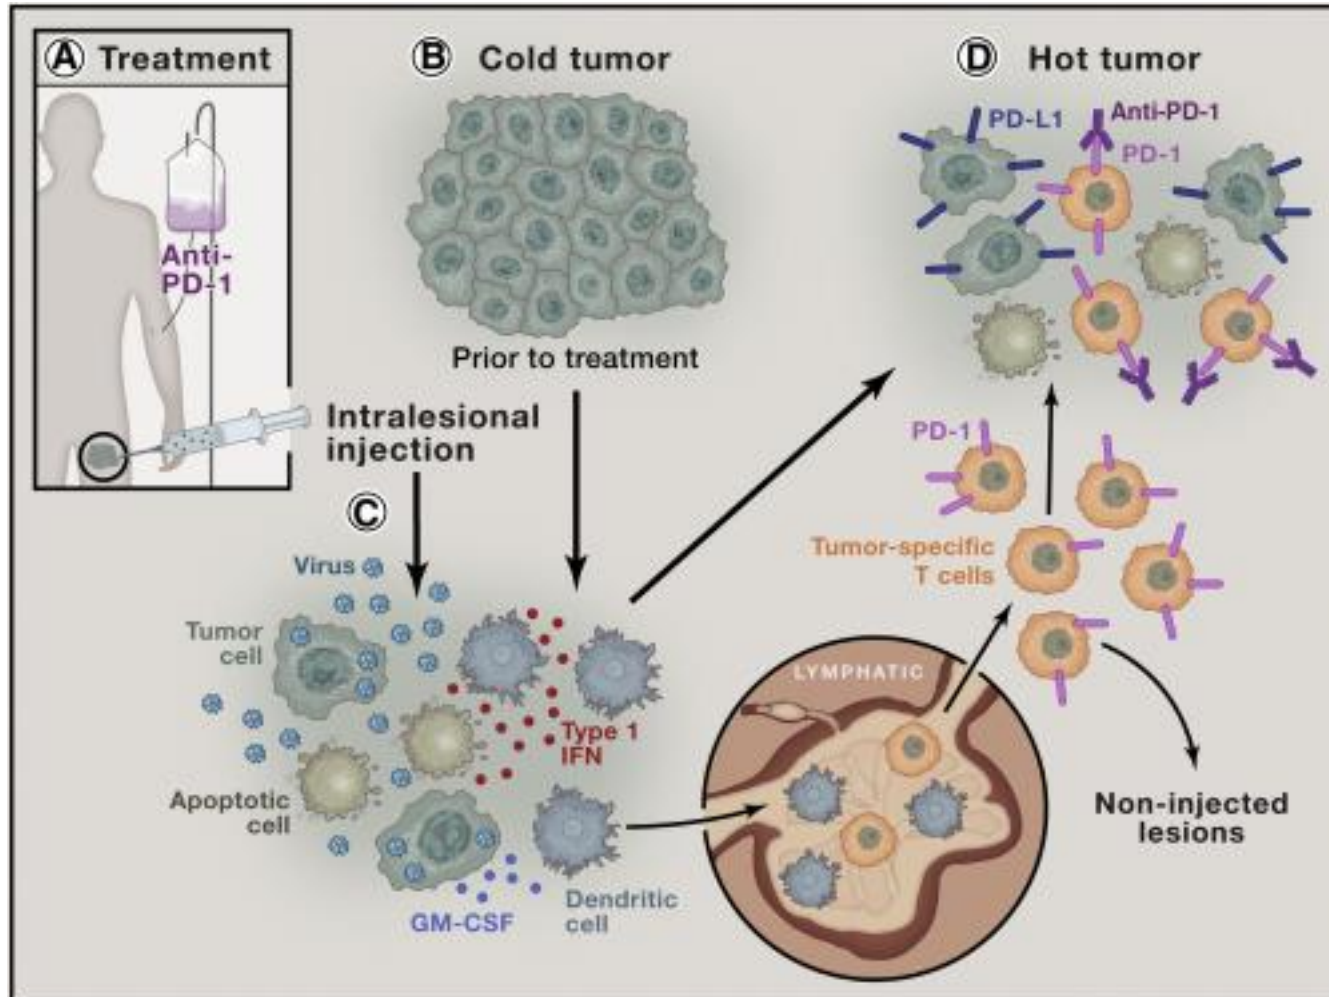 A Treatment
Anti-
PD-1
B Cold tumor
Prior to treatment
Intralesional
injection
C
Virus
Tumor
cell
Apoptotic
cell
Type 1
IFN
GM-CSF
Dendritic
cell
LYMPHATIC
D Hot tumor
PD-L1
Anti-PD-1
PD-1
PD-1
Tumor-specific
T cells
Non-injected
lesions